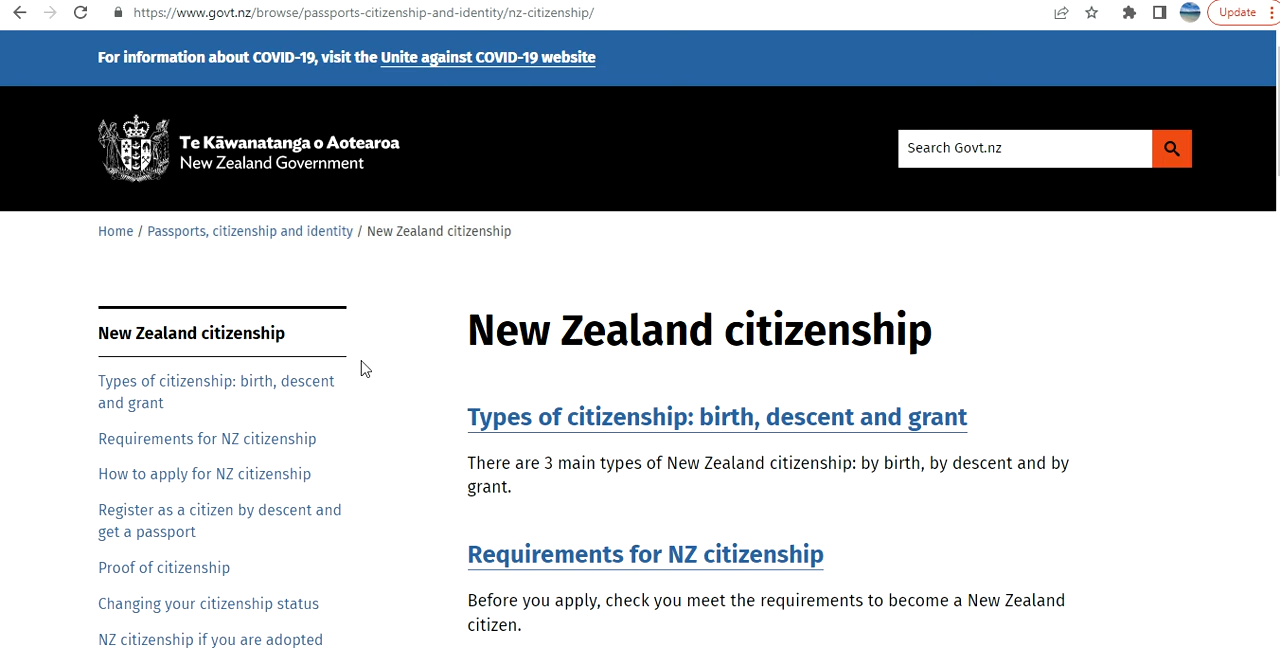 https://www.govt.nz/browse/passports-citizenship-and-identity/nz-citizenship/
Update
For information about COVID-19, visit the Unite against COVID-19 website
Te Kāwanatanga o Aotearoa
New Zealand Government
Search Govt.nz
Home / Passports, citizenship and identity / New Zealand citizenship
New Zealand citizenship
Types of citizenship: birth, descent
and grant
Requirements for NZ citizenship
How to apply for NZ citizenship
Register as a citizen by descent and
get a passport
Proof of citizenship
Changing your citizenship status
NZ citizenship if you are adopted
New Zealand citizenship
Types of citizenship: birth, descent and grant
There are 3 main types of New Zealand citizenship: by birth, by descent and by
grant.
Requirements for NZ citizenship
Before you apply, check you meet the requirements to become a New Zealand
citizen.